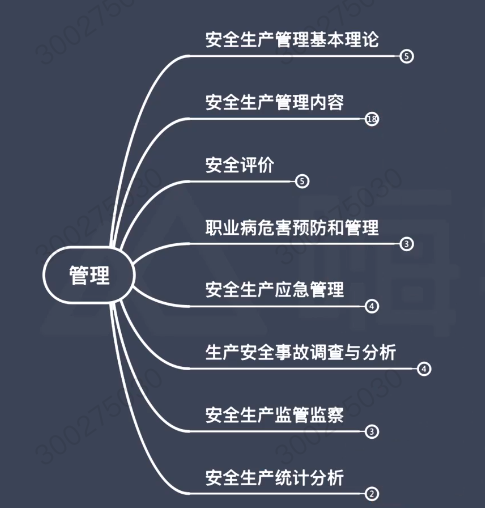 安全生产管理基本理论
5
安全生产管理内容
18
安全评价
5
职业病危害预防和管理
3
管理
安全生产应急管理
4
生产安全事故调查与分析
4
安全生产监管监察
3
安全生产统计分析
2
300275030